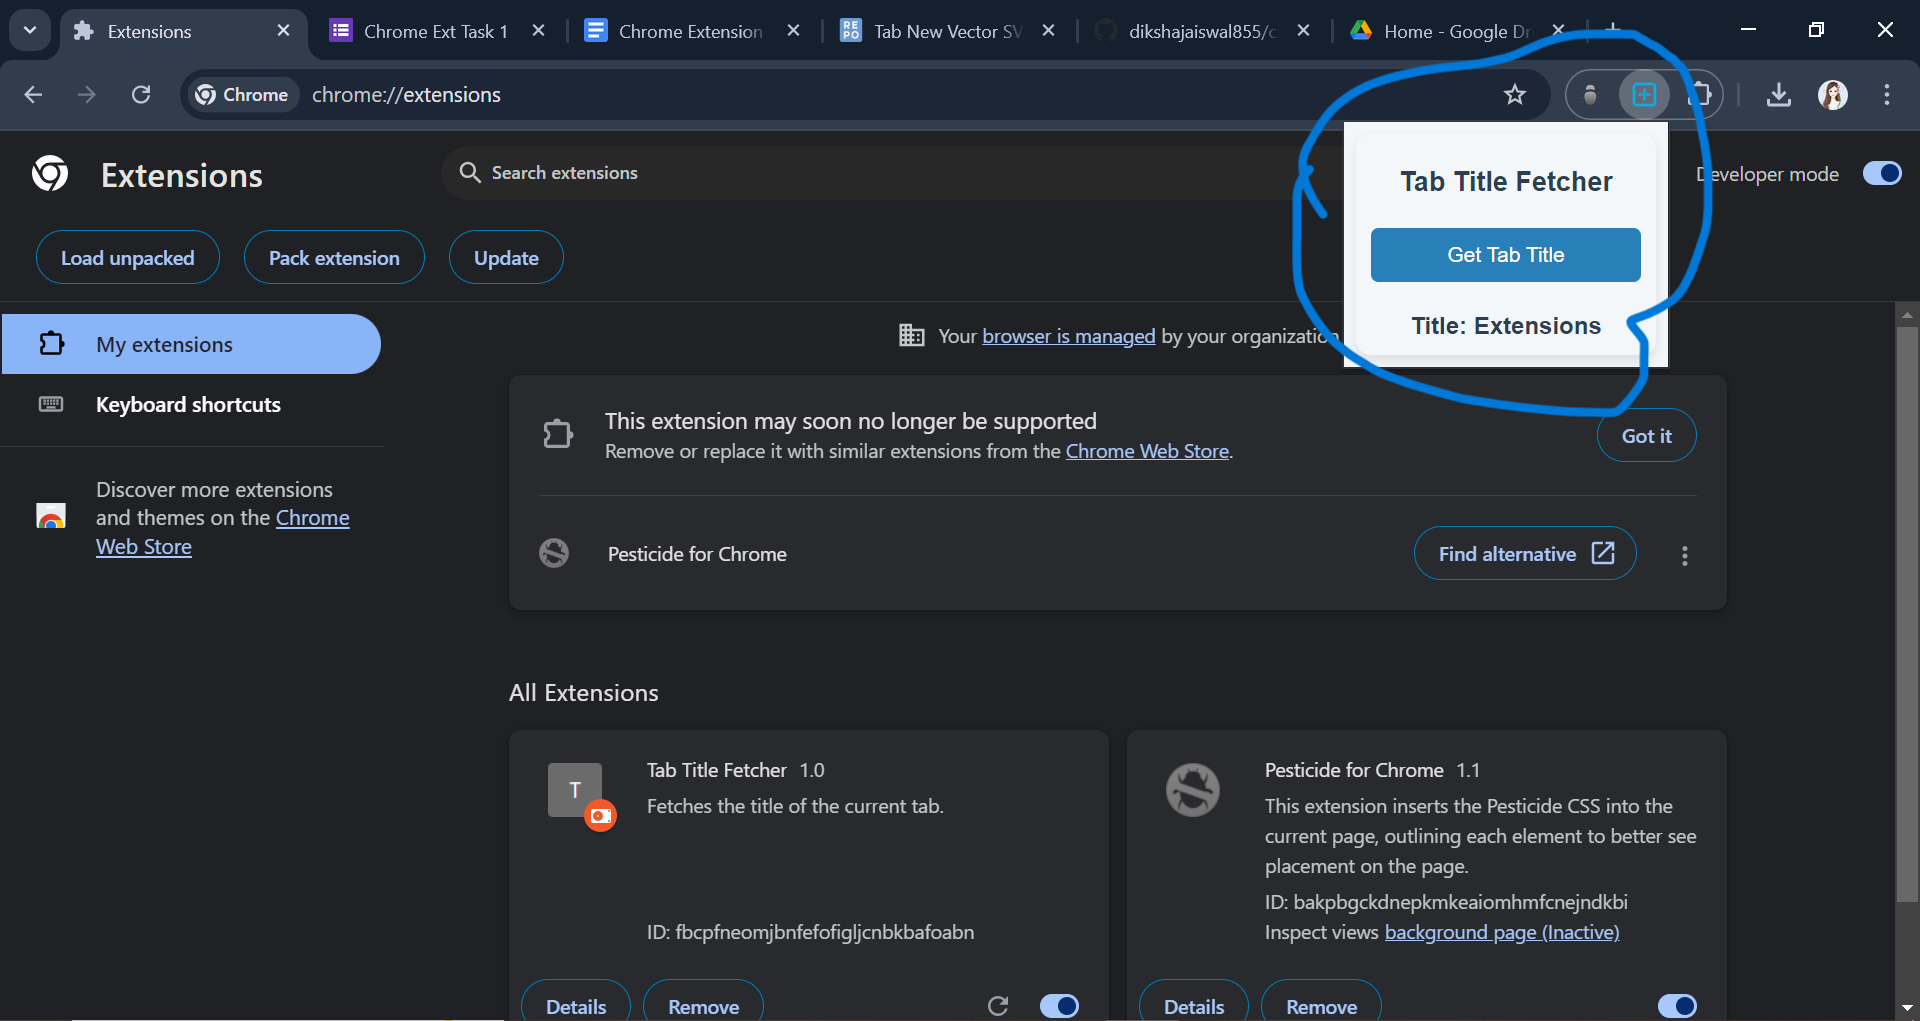 Extensions
Chrome Ext Task 1
Chrome Extension
REPO
Tab New Vector SV
dikshajaiswal855/c
Home - Google Dr
Chrome
chrome://extensions
Extensions
Search extensions
Developer mode
Load unpacked
Pack extension
Update
Tab Title Fetcher
Get Tab Title
Title: Extensions
My extensions
Keyboard shortcuts
Discover more extensions
and themes on the Chrome
Web Store
Your browser is managed by your organization
This extension may soon no longer be supported
Remove or replace it with similar extensions from the Chrome Web Store.
Got it
Pesticide for Chrome
Find alternative
All Extensions
T
Tab Title Fetcher 1.0
Fetches the title of the current tab.
ID: fbcpfneomjbnfefofigljcnbkbafoabn
Details
Remove
Pesticide for Chrome 1.1
This extension inserts the Pesticide CSS into the
current page, outlining each element to better see
placement on the page.
ID: bakpbgckdnepkmkeaiomhmfcnejndkbi
Inspect views background page (Inactive)
Details
Remove